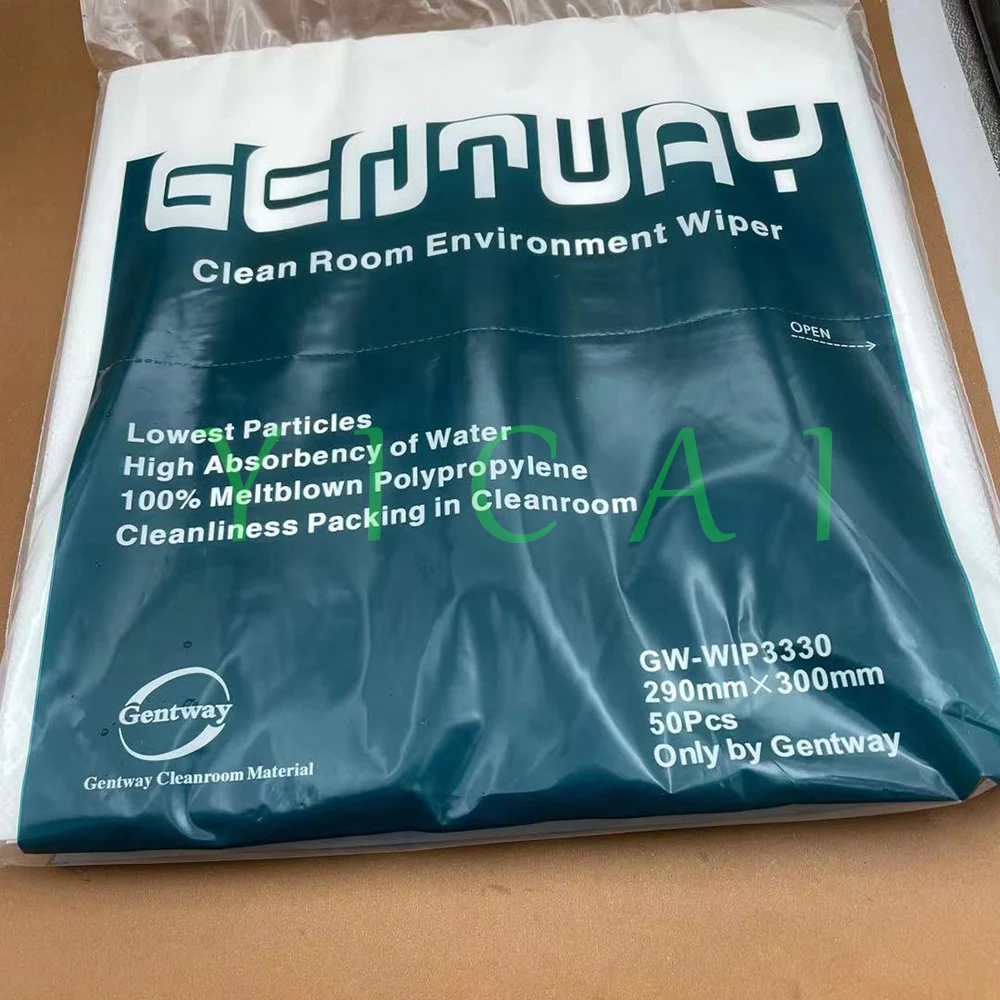 GENTWAY
Clean Room Environment Wiper
OPEN
Lowest Particles
High Absorbency of Water
100% Meltblown Polypropylene
Cleanliness Packing in Cleanroom
YICAI
GW-WIP3330
290mm×300mm
50Pcs
Only by Gentway
Gentway
Gentway Cleanroom Material